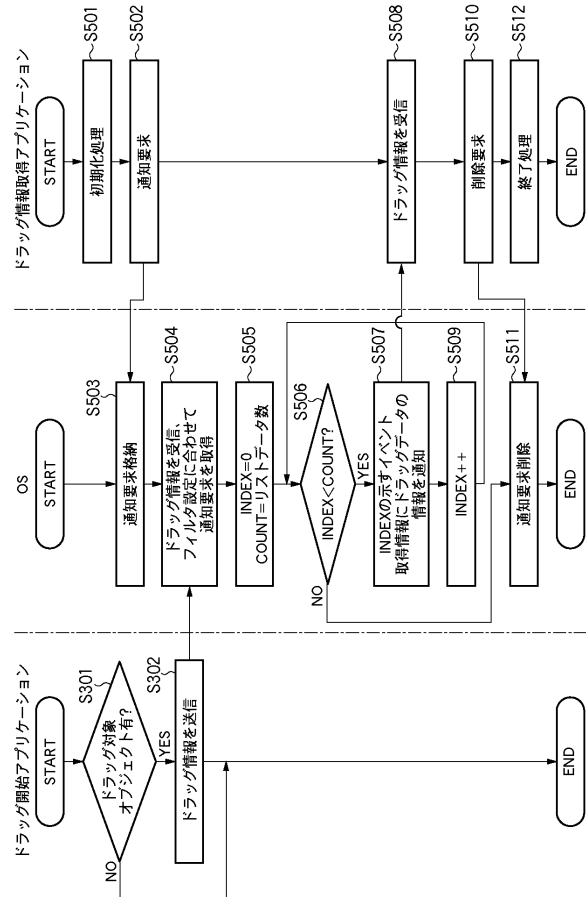 ドラッグ開始アプリケーション
START
S301
ドラッグ対象
オブジェクト有?
NO
YES
S302
ドラッグ情報を送信
END
OS
START
S503
通知要求格納
S504
ドラッグ情報を受信、
フィルタ設定に合わせて
通知要求を取得
S505
INDEX=0
COUNT=リストデータ数
S506
INDEX<COUNT?
NO
YES
S507
INDEXの示すイベント
取得情報にドラッグデータの
情報を通知
S509
INDEX++
S511
通知要求削除
END
ドラッグ情報取得アプリケーション
START
S501
初期化処理
S502
通知要求
S508
ドラッグ情報を受信
S510
削除要求
S512
終了処理
END